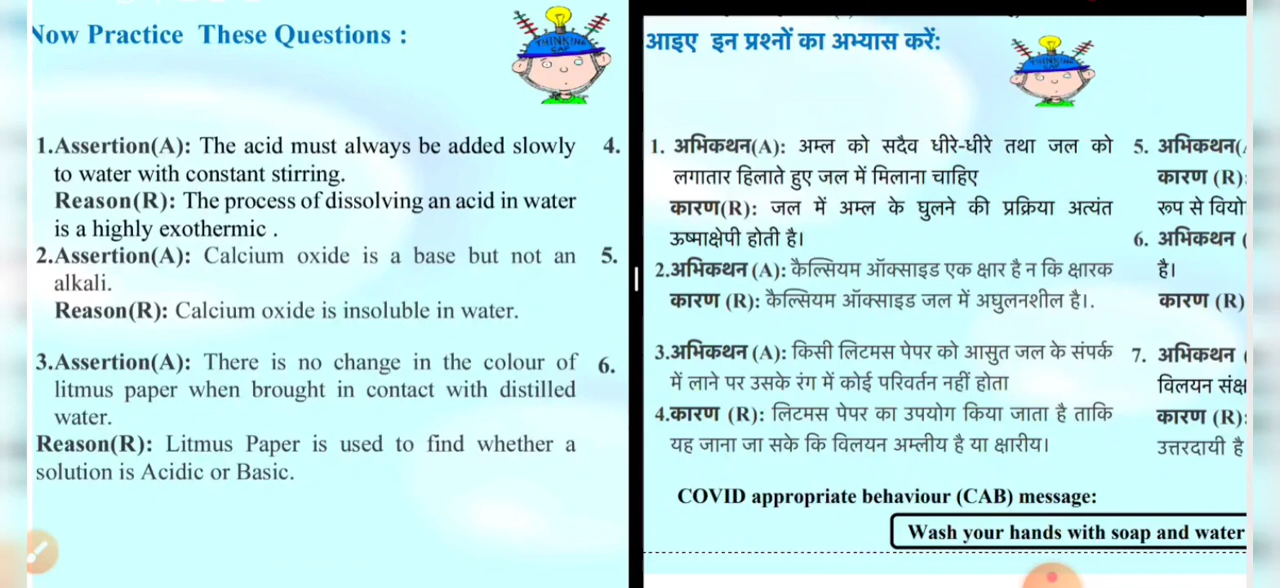 Now Practice These Questions :
THINKING
CAP
1.Assertion(A): The acid must always be added slowly
to water with constant stirring.
Reason(R): The process of dissolving an acid in water
is a highly exothermic .
2.Assertion(A): Calcium oxide is a base but not an
alkali.
Reason(R): Calcium oxide is insoluble in water.
3.Assertion(A): There is no change in the colour of
litmus paper when brought in contact with distilled
water.
Reason(R): Litmus Paper is used to find whether a
solution is Acidic or Basic.
4.
5.
6.
आइए इन प्रश्नों का अभ्यास करें:
THINKING
CAP
1. अभिकथन(A): अम्ल को सदैव धीरे-धीरे तथा जल को
लगातार हिलाते हुए जल में मिलाना चाहिए
कारण(R): जल में अम्ल के घुलने की प्रक्रिया अत्यंत
ऊष्माक्षेपी होती है।
2.अभिकथन (A): कैल्सियम ऑक्साइड एक क्षार है न कि क्षारक
कारण (R): कैल्सियम ऑक्साइड जल में अघुलनशील है।.
3.अभिकथन (A): किसी लिटमस पेपर को आसुत जल के संपर्क
में लाने पर उसके रंग में कोई परिवर्तन नहीं होता
4.कारण (R): लिटमस पेपर का उपयोग किया जाता है ताकि
यह जाना जा सके कि विलयन अम्लीय है या क्षारीय।
5. अभिकथन(
कारण (R):
रूप से वियो
6. अभिकथन (
है।
कारण (R)
7. अभिकथन (
विलयन संक्ष
कारण (R):
उत्तरदायी है
COVID appropriate behaviour (CAB) message:
Wash your hands with soap and water